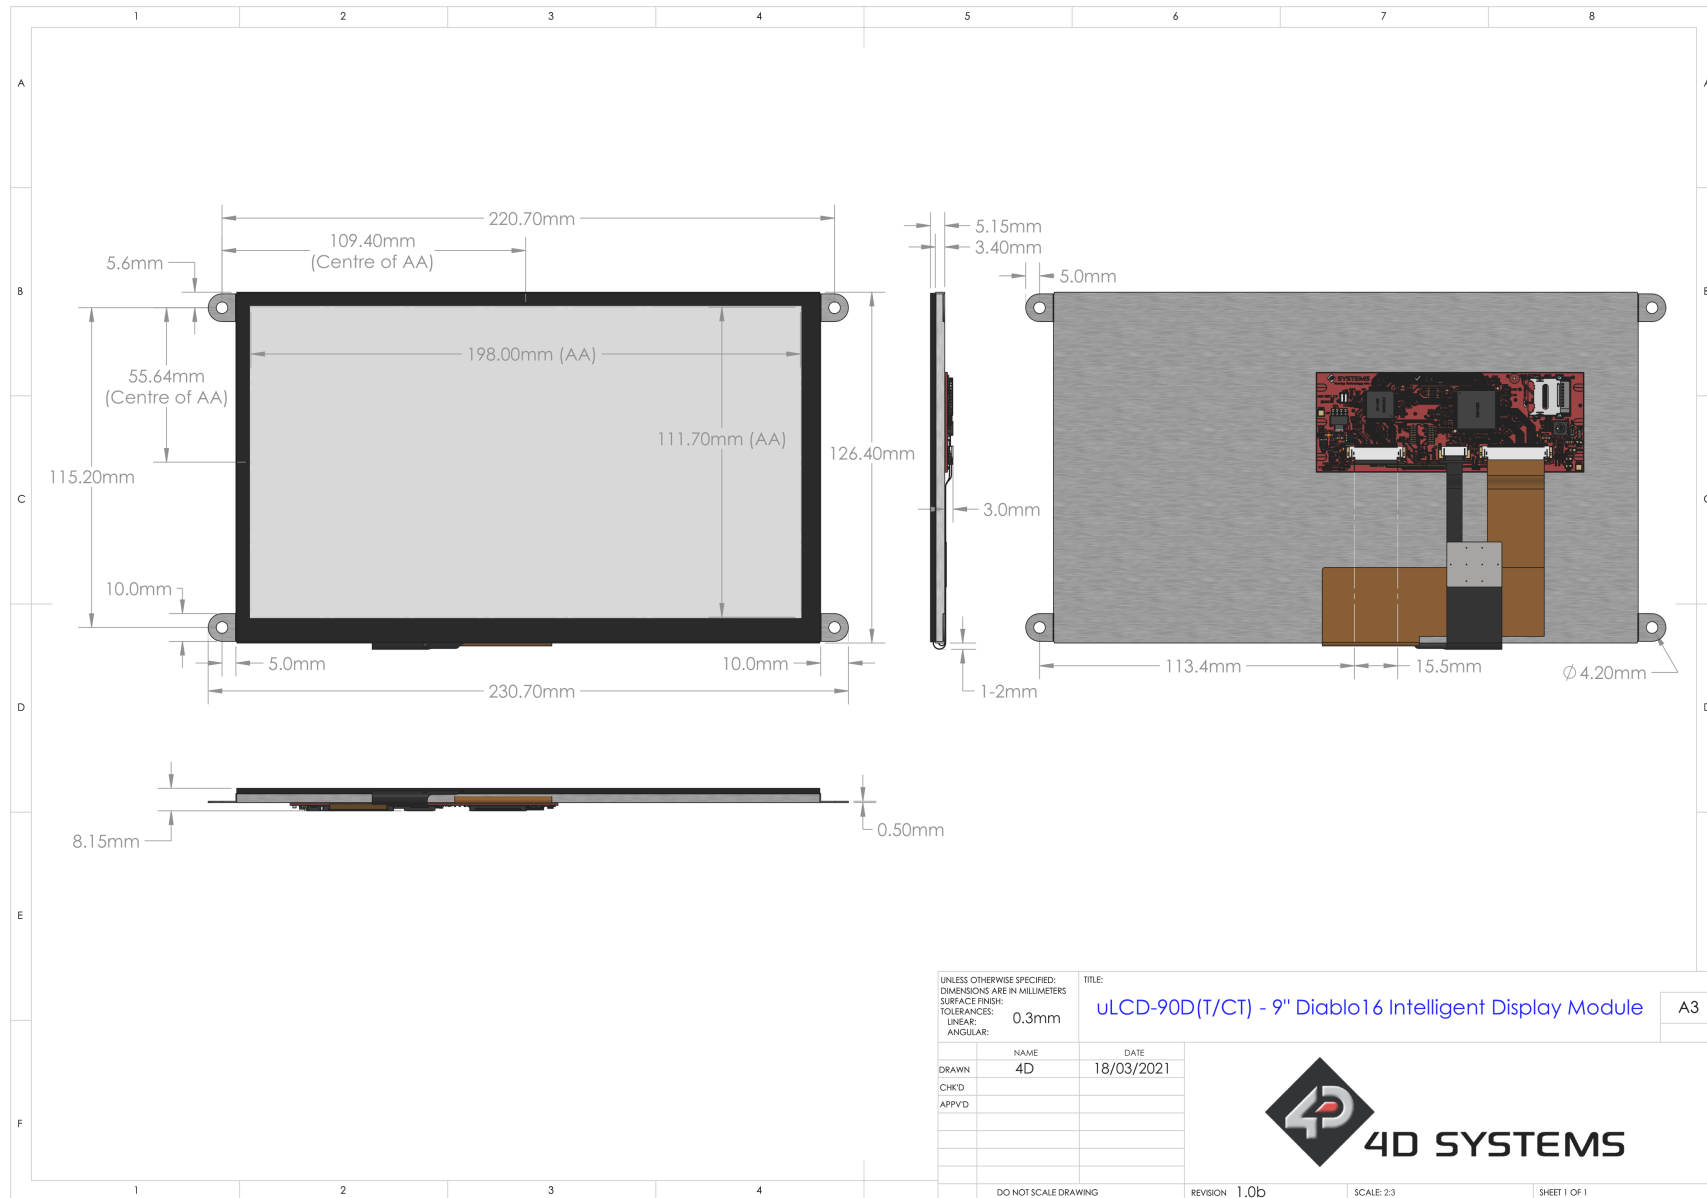 1 2 3 4 5 6 7 8
A
B
C
D
E
F
220.70mm
109.40mm
(Centre of AA)
5.6mm
198.00mm (AA)
55.64mm
(Centre of AA)
111.70mm (AA)
126.40mm
115.20mm
10.0mm
5.0mm
10.0mm
230.70mm
5.15mm
3.40mm
3.0mm
1-2mm
5.0mm
SYSTEMS
113.4mm
15.5mm
Ø 4.20mm
8.15mm
0.50mm
UNLESS OTHERWISE SPECIFIED:
DIMENSIONS ARE IN MILLIMETERS
SURFACE FINISH:
TOLERANCES:
LINEAR: 0.3mm
ANGULAR:
TITLE:
uLCD-90D(T/CT) - 9" Diablo16 Intelligent Display Module
A3
NAME DATE
DRAWN 4D 18/03/2021
CHK'D
APPV'D
4D SYSTEMS
DO NOT SCALE DRAWING
REVISION 1.0b
SCALE: 2:3
SHEET 1 OF 1
1 2 3 4